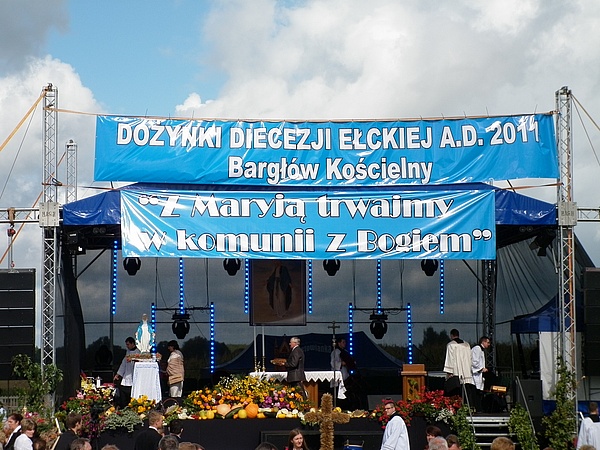 DOŻYNKI DIECEZJI EŁCKIEJ A.D. 2011
Bargłów Kościelny
"Z Maryją trwajmy
w komunii z Bogiem"